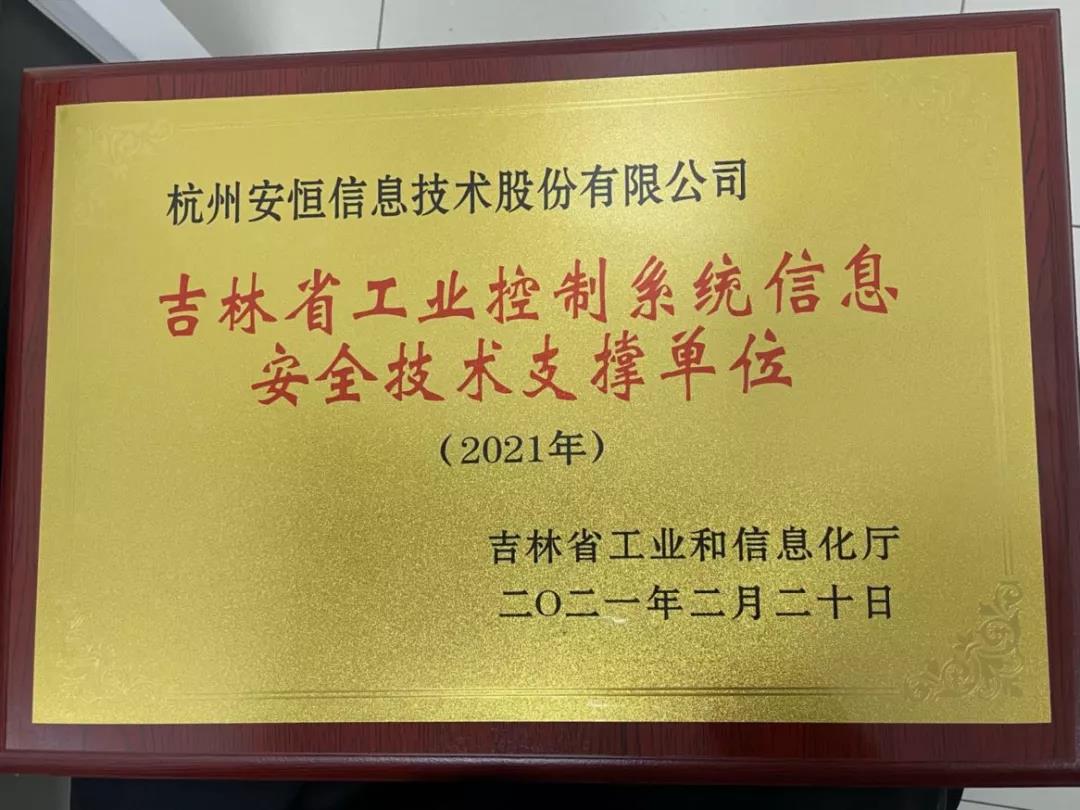 杭州安恒信息技术股份有限公司
吉林省工业控制系统信息
安全技术支撑单位
（2021年）
吉林省工业和信息化厅
二〇二一年二月二十日